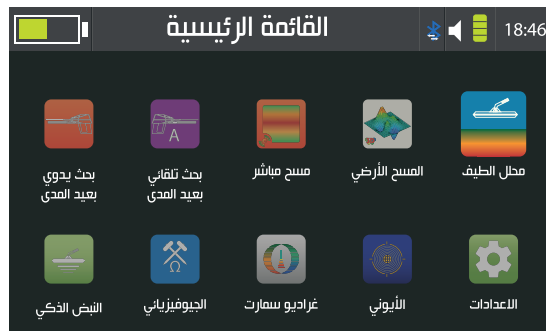 القائمة الرئيسية
18:46
محلل الطيف
المسح الأرضي
مسح مباشر
بحث تلقائي
بعيد المدى
بحث يدوي
بعيد المدى
A
الاعدادات
الأيوني
غراديو سمارت
الجيوفيزيائي
Ω
النبض الذكي